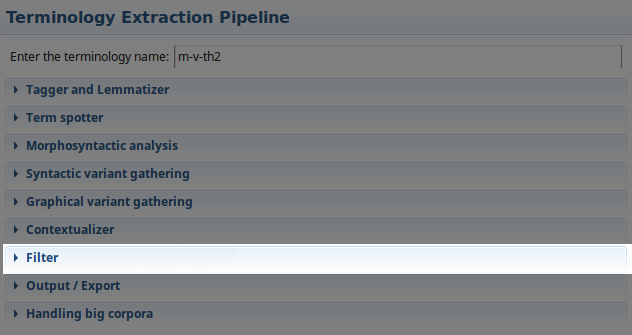 Terminology Extraction Pipeline
Enter the terminology name: m-v-th2
Tagger and Lemmatizer
Term spotter
Morphosyntactic analysis
Syntactic variant gathering
Graphical variant gathering
Contextualizer
Filter
Output / Export
Handling big corpora